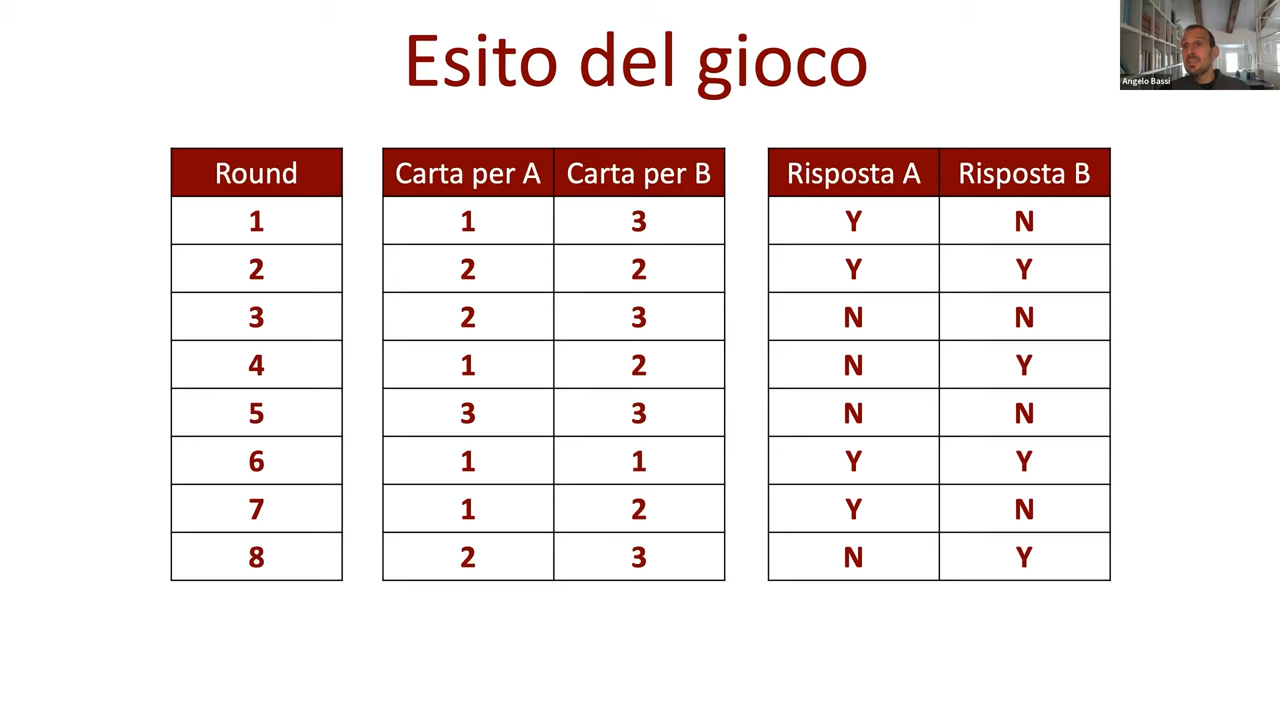 Esito del gioco
Angelo Bassi
Round Carta per A Carta per B Risposta A Risposta B
1 1 3 Y N
2 2 2 Y Y
3 2 3 N N
4 1 2 N Y
5 3 3 N N
6 1 1 Y Y
7 1 2 Y N
8 2 3 N Y